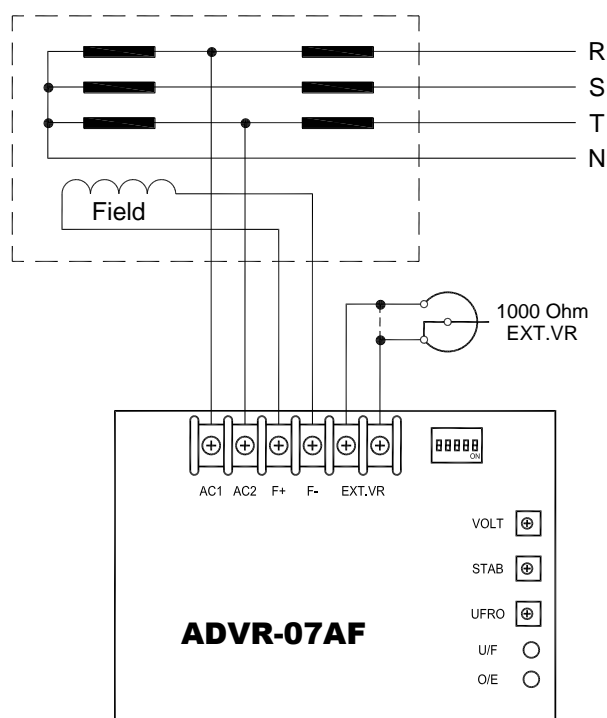 R
S
T
N
Field
1000 Ohm
EXT.VR
ON
AC1 AC2 F+ F- EXT.VR
VOLT
STAB
ADVR-07AF
UFRO
U/F
O/E